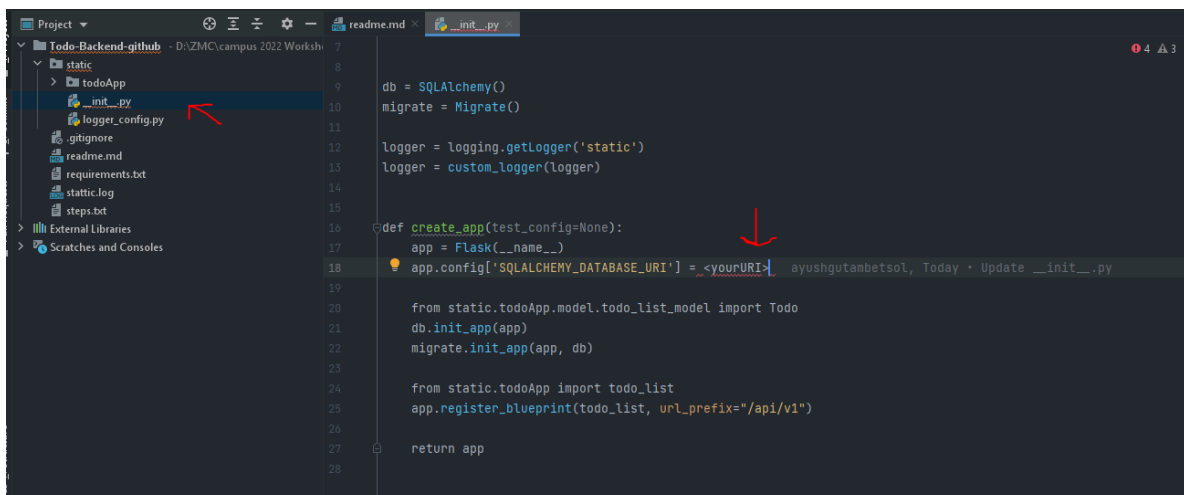 Project
readme.md
__init__.py
Todo-Backend-github - D:\ZMC\campus 2022 Worksh
static
todoApp
__init__.py
logger_config.py
.gitignore
readme.md
requirements.txt
stattic.log
steps.txt
External Libraries
Scratches and Consoles
4 3
7
8
9 db = SQLAlchemy()
10 migrate = Migrate()
11
12 logger = logging.getLogger('static')
13 logger = custom_logger(logger)
14
15
16 def create_app(test_config=None):
17 app = Flask(__name__)
18 app.config['SQLALCHEMY_DATABASE_URI'] = <yourURI> ayushgutambetsol, Today · Update __init__.py
19
20 from static.todoApp.model.todo_list_model import Todo
21 db.init_app(app)
22 migrate.init_app(app, db)
23
24 from static.todoApp import todo_list
25 app.register_blueprint(todo_list, url_prefix="/api/v1")
26
27 return app
28